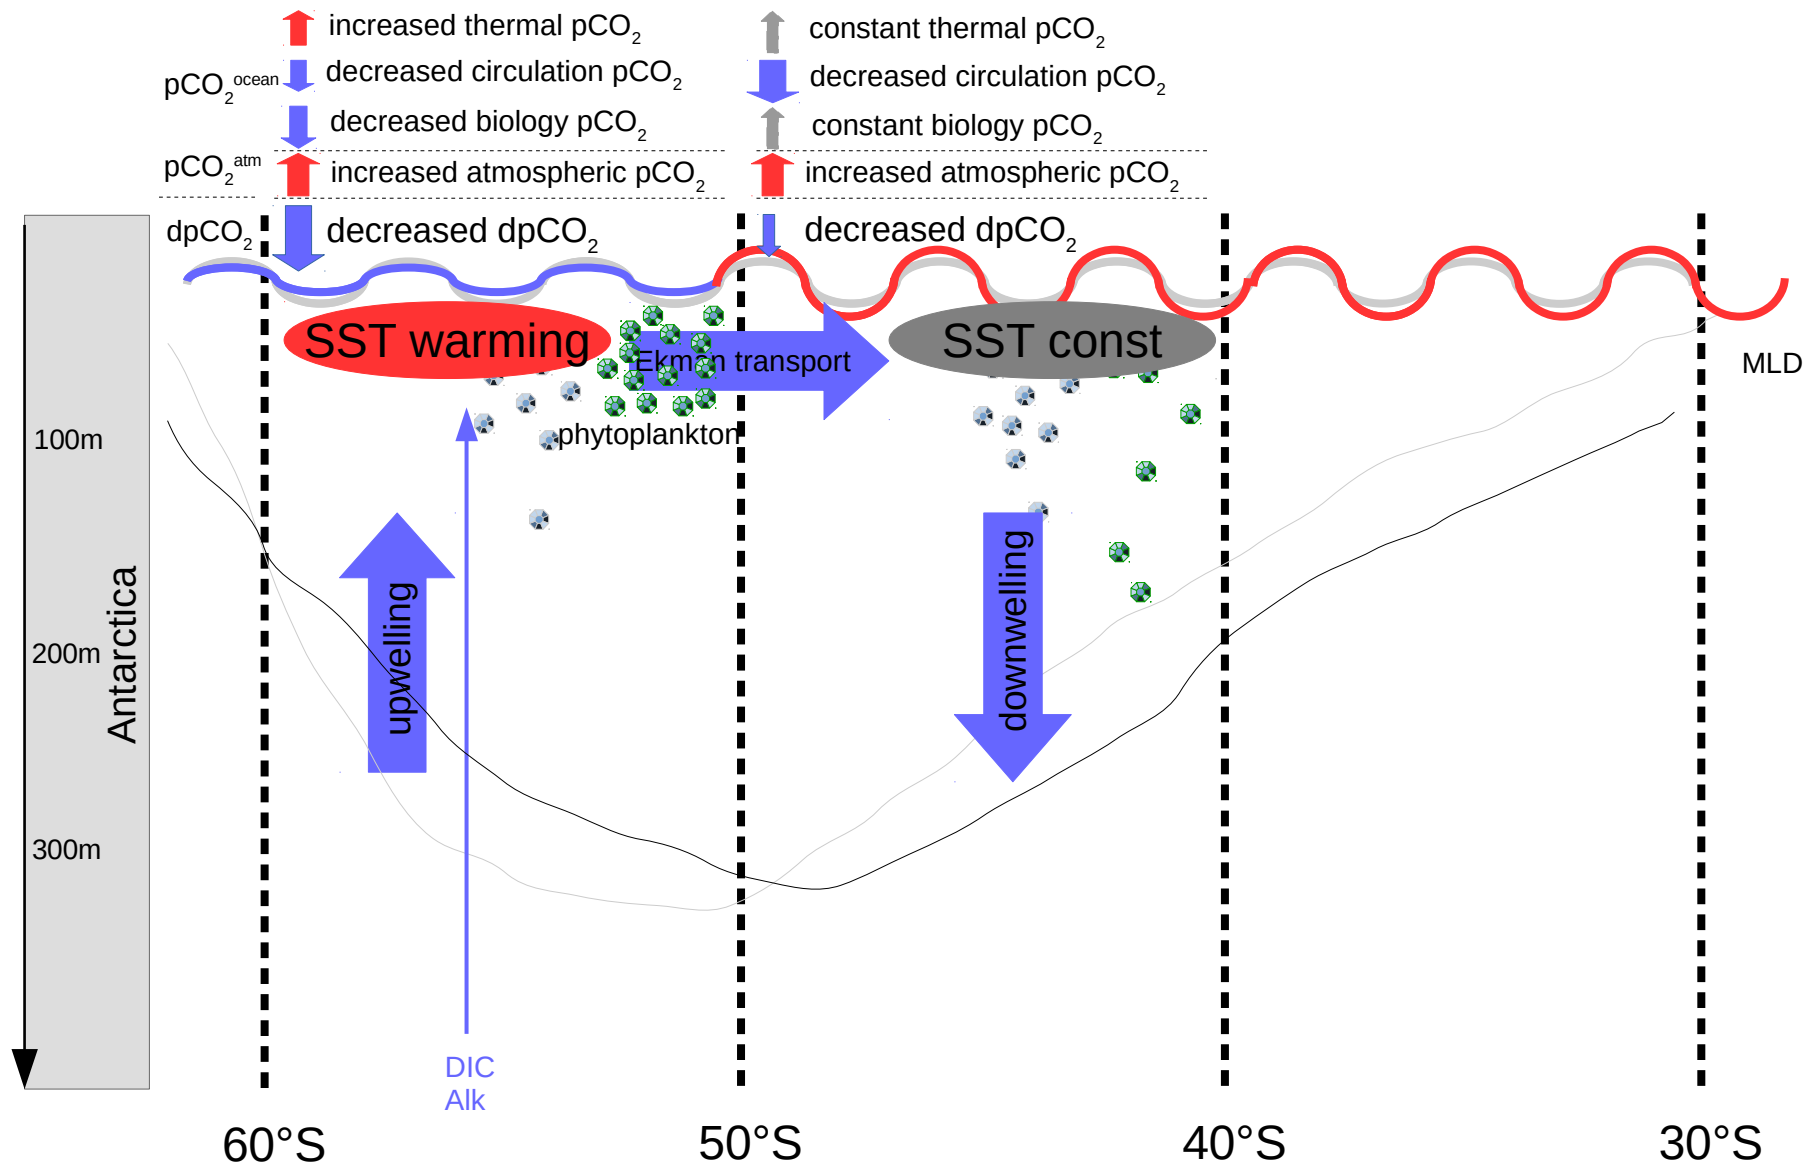 increased thermal pCO2
constant thermal pCO2
pCO2ocean
decreased circulation pCO2
decreased circulation pCO2
decreased biology pCO2
constant biology pCO2
pCO2atm
increased atmospheric pCO2
increased atmospheric pCO2
dpCO2
decreased dpCO2
decreased dpCO2
SST warming
Ekman transport
SST const
MLD
phytoplankton
100m
200m
300m
Antarctica
upwelling
downwelling
DIC
Alk
60°S
50°S
40°S
30°S